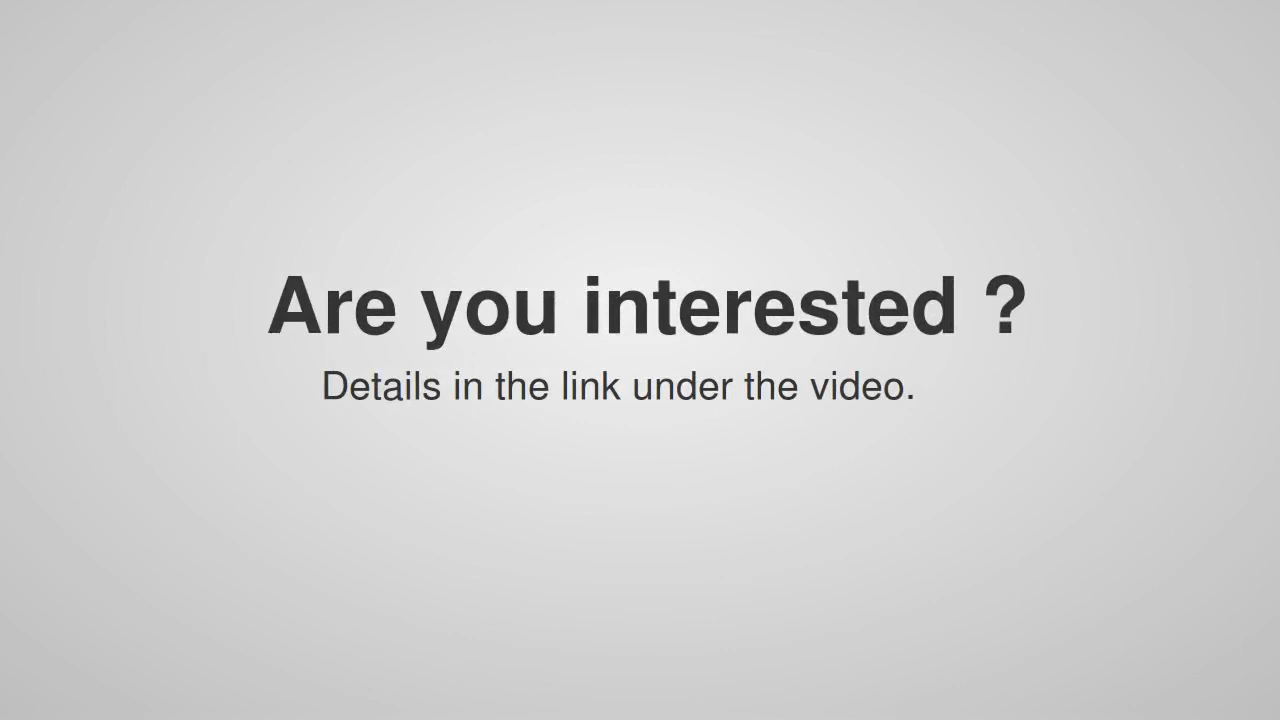 Are you interested ?
Details in the link under the video.